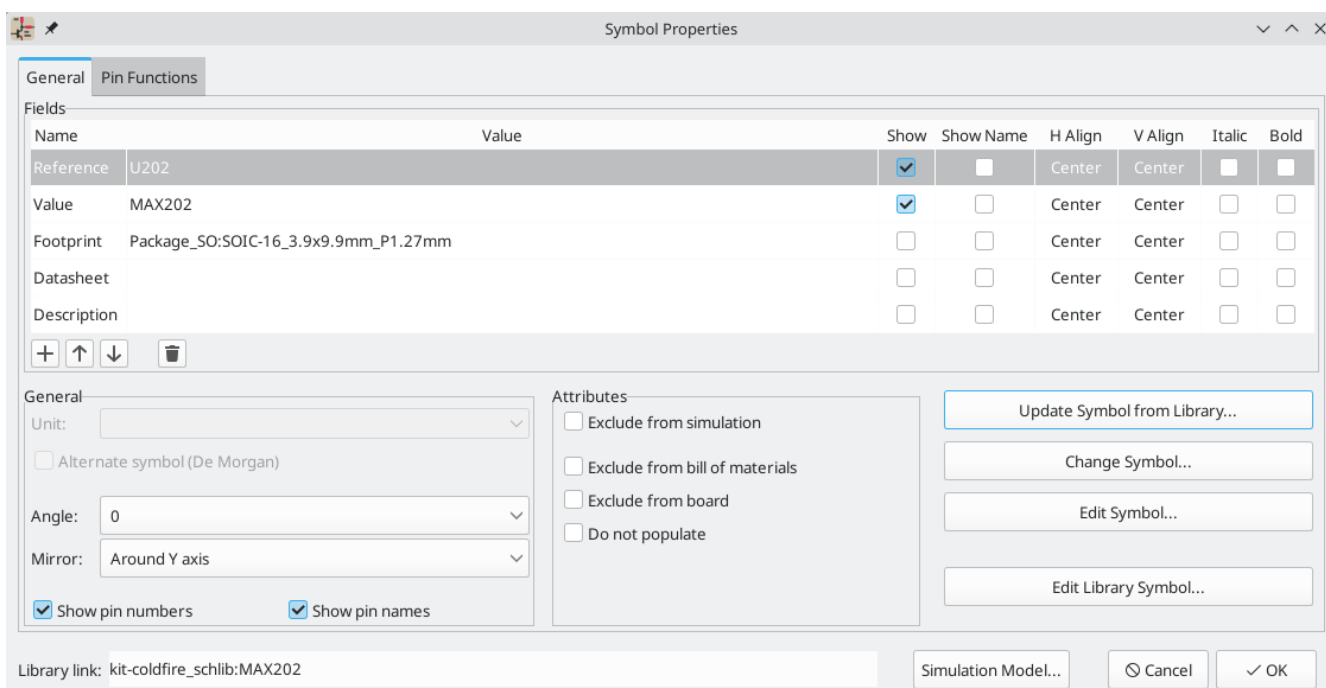 Symbol Properties
General Pin Functions
Fields
Name Value Show Show Name H Align V Align Italic Bold
Reference U202 Center Center
Value MAX202 Center Center
Footprint Package_SO:SOIC-16_3.9x9.9mm_P1.27mm Center Center
Datasheet Center Center
Description Center Center
General Attributes
Unit: Exclude from simulation Update Symbol from Library...
Alternate symbol (De Morgan) Exclude from bill of materials Change Symbol...
Angle: 0 Exclude from board Edit Symbol...
Mirror: Around Y axis Do not populate Edit Library Symbol...
Show pin numbers Show pin names
Library link: kit-coldfire_schlib:MAX202 Simulation Model... Cancel OK